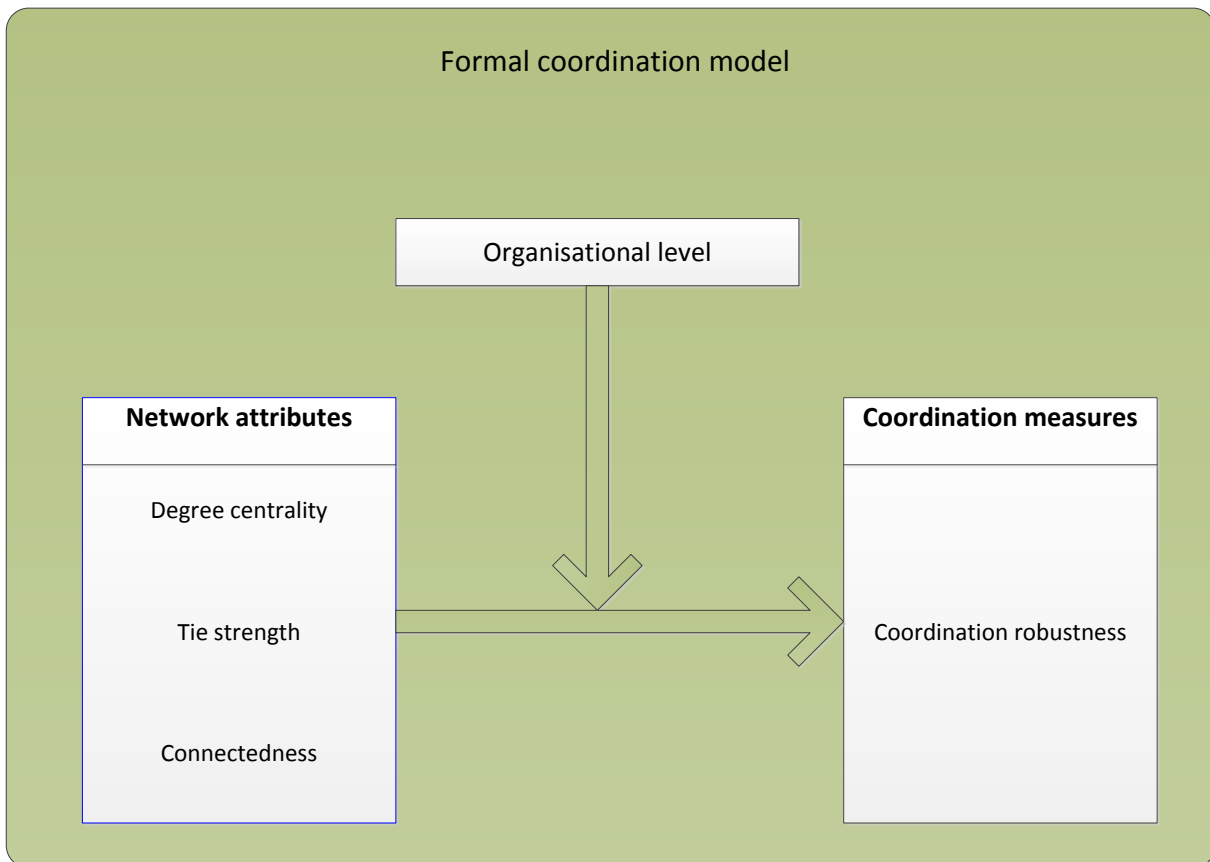 Formal coordination model
Organisational level
Network attributes
Degree centrality
Tie strength
Connectedness
Coordination measures
Coordination robustness